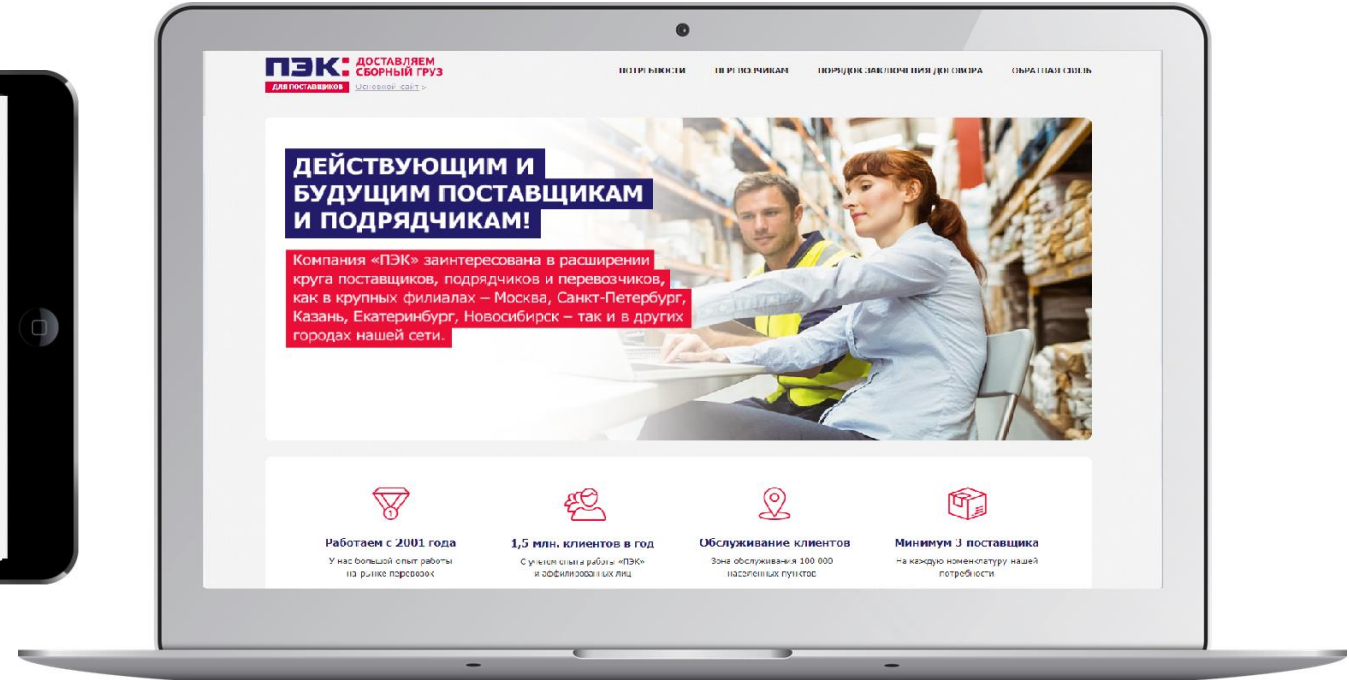 ПЭК: ДОСТАВЛЯЕМ
СБОРНЫЙ ГРУЗ
ДЛЯ ПОСТАВЩИКОВ Основной сайт >
ПОТРЕБНОСТИ ПЕРЕВОЗЧИКАМ ПОРЯДОК ЗАКЛЮЧЕНИЯ ДОГОВОРА ОБРАТНАЯ СВЯЗЬ
ДЕЙСТВУЮЩИМ И
БУДУЩИМ ПОСТАВЩИКАМ
И ПОДРЯДЧИКАМ!
Компания «ПЭК» заинтересована в расширении
круга поставщиков, подрядчиков и перевозчиков,
как в крупных филиалах – Москва, Санкт-Петербург,
Казань, Екатеринбург, Новосибирск – так и в других
городах нашей сети.
1
Работаем с 2001 года
У нас большой опыт работы
на рынке перевозок
1,5 млн. клиентов в год
С учетом опыта работы «ПЭК»
и аффилированных лиц
Обслуживание клиентов
Зона обслуживания 100 000
населенных пунктов
Минимум 3 поставщика
На каждую номенклатуру нашей
потребности